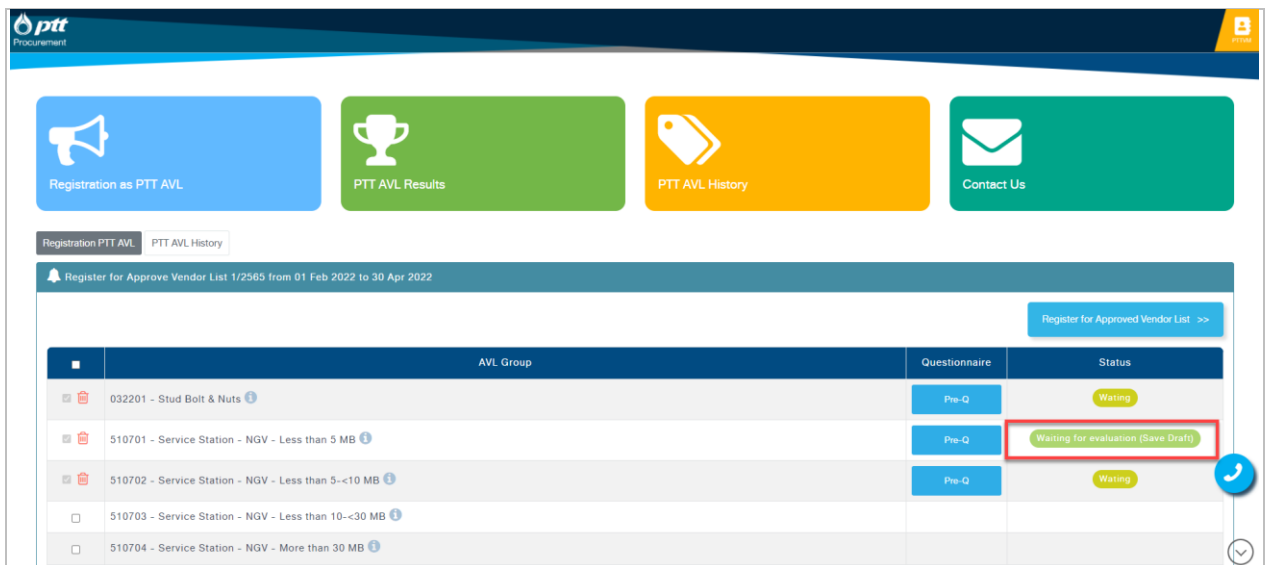 ptt
Procurement
Registration as PTT AVL
PTT AVL Results
PTT AVL History
Contact Us
Registration PTT AVL
PTT AVL History
Register for Approve Vendor List 1/2565 from 01 Feb 2022 to 30 Apr 2022
Register for Approved Vendor List >>
AVL Group
Questionnaire
Status
032201 - Stud Bolt & Nuts
Pre-Q
Wating
510701 - Service Station - NGV - Less than 5 MB
Pre-Q
Waiting for evaluation (Save Draft)
510702 - Service Station - NGV - Less than 5-<10 MB
Pre-Q
Wating
510703 - Service Station - NGV - Less than 10-<30 MB
510704 - Service Station - NGV - More than 30 MB